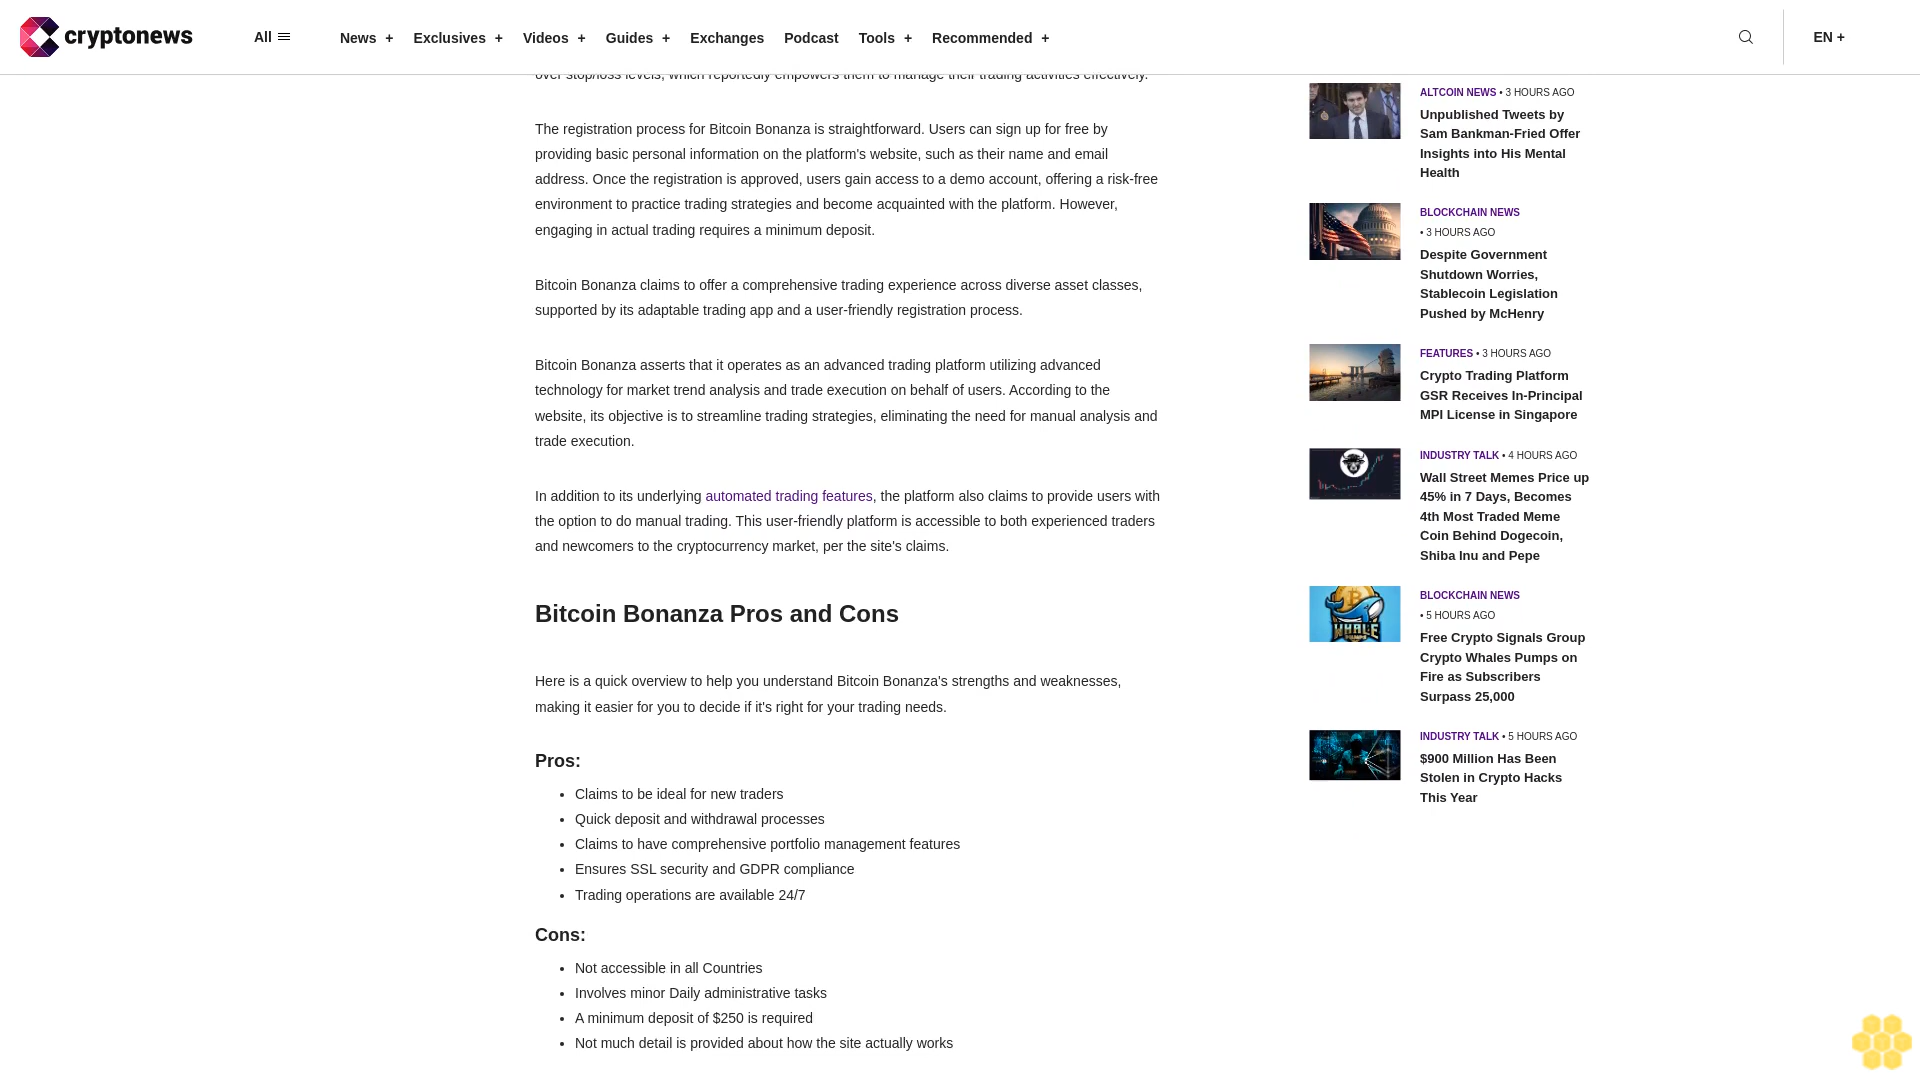 cryptonews
All
News +
Exclusives +
Videos +
Guides +
Exchanges
Podcast
Tools +
Recommended +
EN +
over stop/loss levels, which reportedly empowers them to manage their trading activities effectively.
The registration process for Bitcoin Bonanza is straightforward. Users can sign up for free by
providing basic personal information on the platform's website, such as their name and email
address. Once the registration is approved, users gain access to a demo account, offering a risk-free
environment to practice trading strategies and become acquainted with the platform. However,
engaging in actual trading requires a minimum deposit.
Bitcoin Bonanza claims to offer a comprehensive trading experience across diverse asset classes,
supported by its adaptable trading app and a user-friendly registration process.
Bitcoin Bonanza asserts that it operates as an advanced trading platform utilizing advanced
technology for market trend analysis and trade execution on behalf of users. According to the
website, its objective is to streamline trading strategies, eliminating the need for manual analysis and
trade execution.
In addition to its underlying automated trading features, the platform also claims to provide users with
the option to do manual trading. This user-friendly platform is accessible to both experienced traders
and newcomers to the cryptocurrency market, per the site's claims.
Bitcoin Bonanza Pros and Cons
Here is a quick overview to help you understand Bitcoin Bonanza's strengths and weaknesses,
making it easier for you to decide if it's right for your trading needs.
Pros:
• Claims to be ideal for new traders
• Quick deposit and withdrawal processes
• Claims to have comprehensive portfolio management features
• Ensures SSL security and GDPR compliance
• Trading operations are available 24/7
Cons:
• Not accessible in all Countries
• Involves minor Daily administrative tasks
• A minimum deposit of $250 is required
• Not much detail is provided about how the site actually works
ALTCOIN NEWS • 3 HOURS AGO
Unpublished Tweets by
Sam Bankman-Fried Offer
Insights into His Mental
Health
BLOCKCHAIN NEWS
• 3 HOURS AGO
Despite Government
Shutdown Worries,
Stablecoin Legislation
Pushed by McHenry
FEATURES • 3 HOURS AGO
Crypto Trading Platform
GSR Receives In-Principal
MPI License in Singapore
INDUSTRY TALK • 4 HOURS AGO
Wall Street Memes Price up
45% in 7 Days, Becomes
4th Most Traded Meme
Coin Behind Dogecoin,
Shiba Inu and Pepe
WHALE
BLOCKCHAIN NEWS
• 5 HOURS AGO
Free Crypto Signals Group
Crypto Whales Pumps on
Fire as Subscribers
Surpass 25,000
INDUSTRY TALK • 5 HOURS AGO
$900 Million Has Been
Stolen in Crypto Hacks
This Year